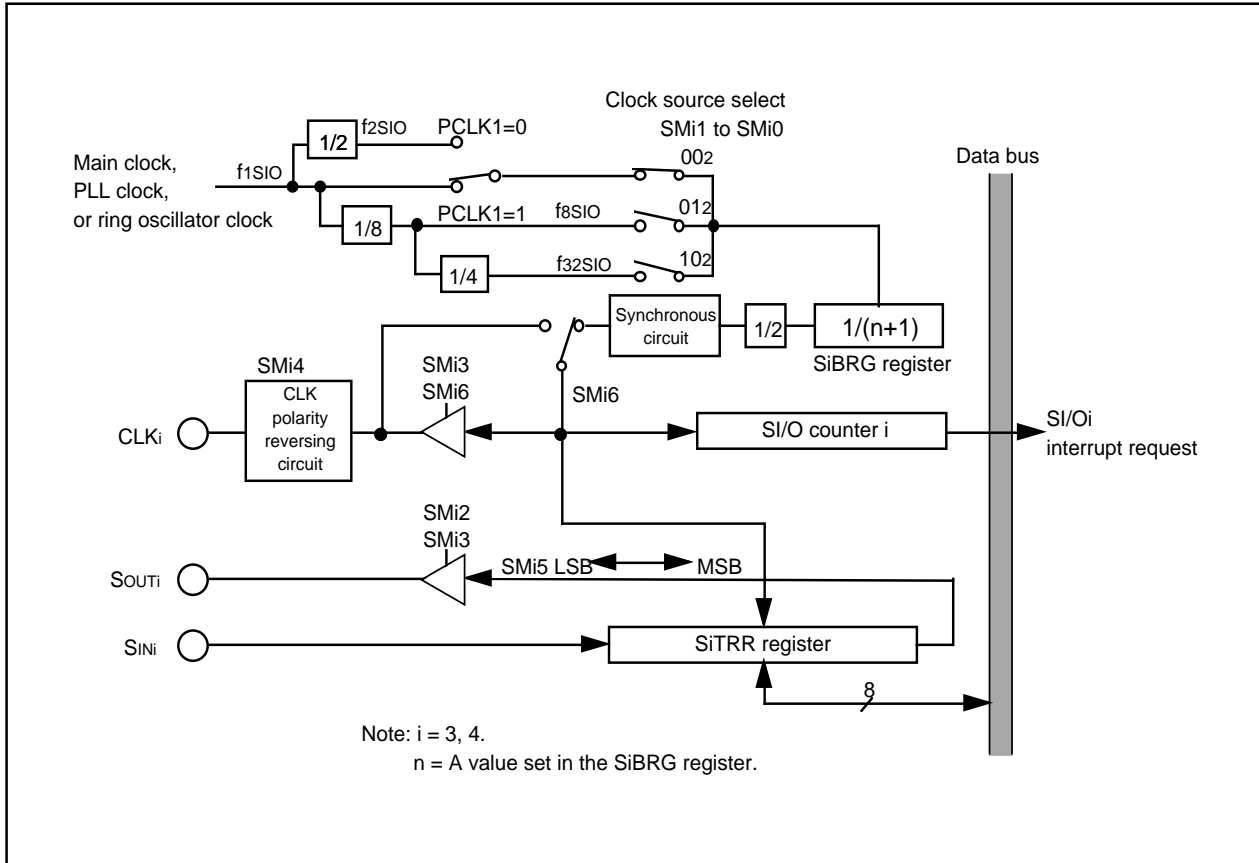 Clock source select
SMi1 to SMi0
Main clock,
PLL clock,
or ring oscillator clock
f1SIO
1/2
f2SIO
PCLK1=0
002
Data bus
1/8
PCLK1=1
f8SIO
012
1/4
f32SIO
102
Synchronous
circuit
1/2
1/(n+1)
SiBRG register
SMi4
CLK
polarity
reversing
circuit
SMi3
SMi6
SMi6
CLKi
SI/O counter i
SI/Oi
interrupt request
SMi2
SMi3
SMi5 LSB
MSB
SOUTi
SINi
SiTRR register
8
Note: i = 3, 4.
n = A value set in the SiBRG register.